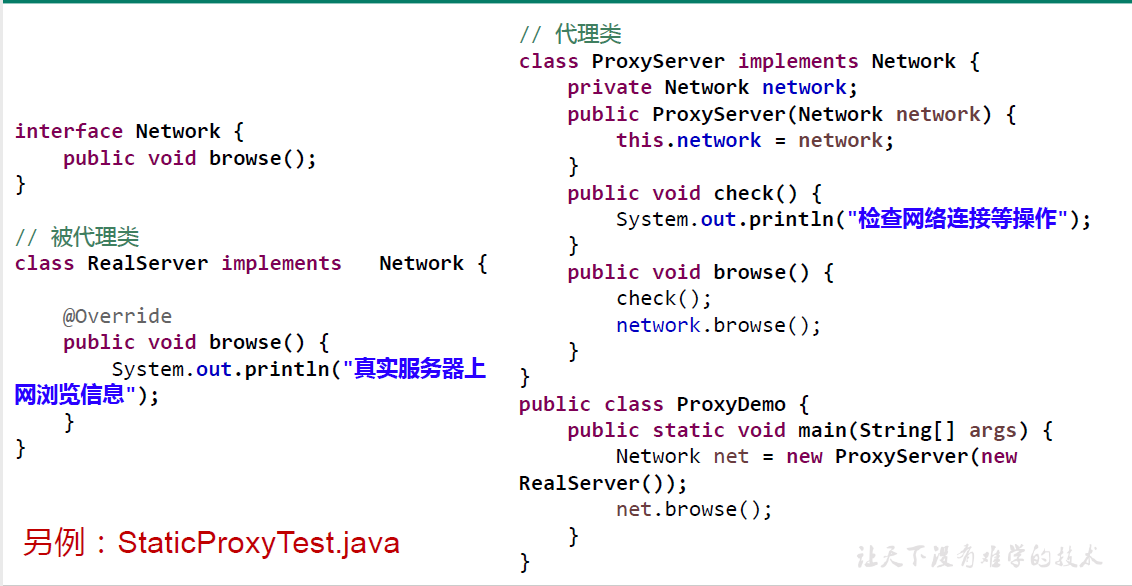 interface Network {
public void browse();
}
// 被代理类
class RealServer implements Network {
@Override
public void browse() {
System.out.println("真实服务器上
网浏览信息");
}
}
另例：StaticProxyTest.java
// 代理类
class ProxyServer implements Network {
private Network network;
public ProxyServer(Network network) {
this.network = network;
}
public void check() {
System.out.println("检查网络连接等操作");
}
public void browse() {
check();
network.browse();
}
}
public class ProxyDemo {
public static void main(String[] args) {
Network net = new ProxyServer(new
RealServer());
net.browse();
}
}
让天下没有难学的技术